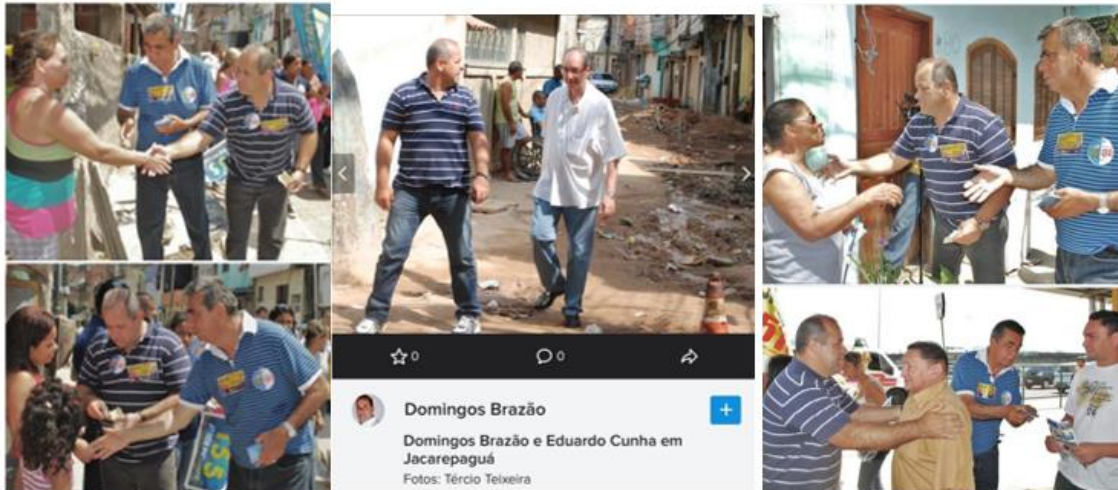 0
0
Domingos Brazão
Domingos Brazão e Eduardo Cunha em
Jacarepaguá
Fotos: Tércio Teixeira